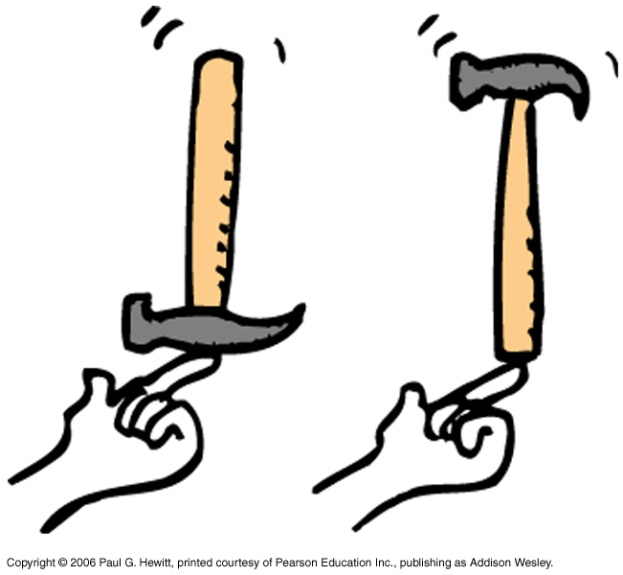 Copyright © 2006 Paul G. Hewitt, printed courtesy of Pearson Education Inc., publishing as Addison Wesley.